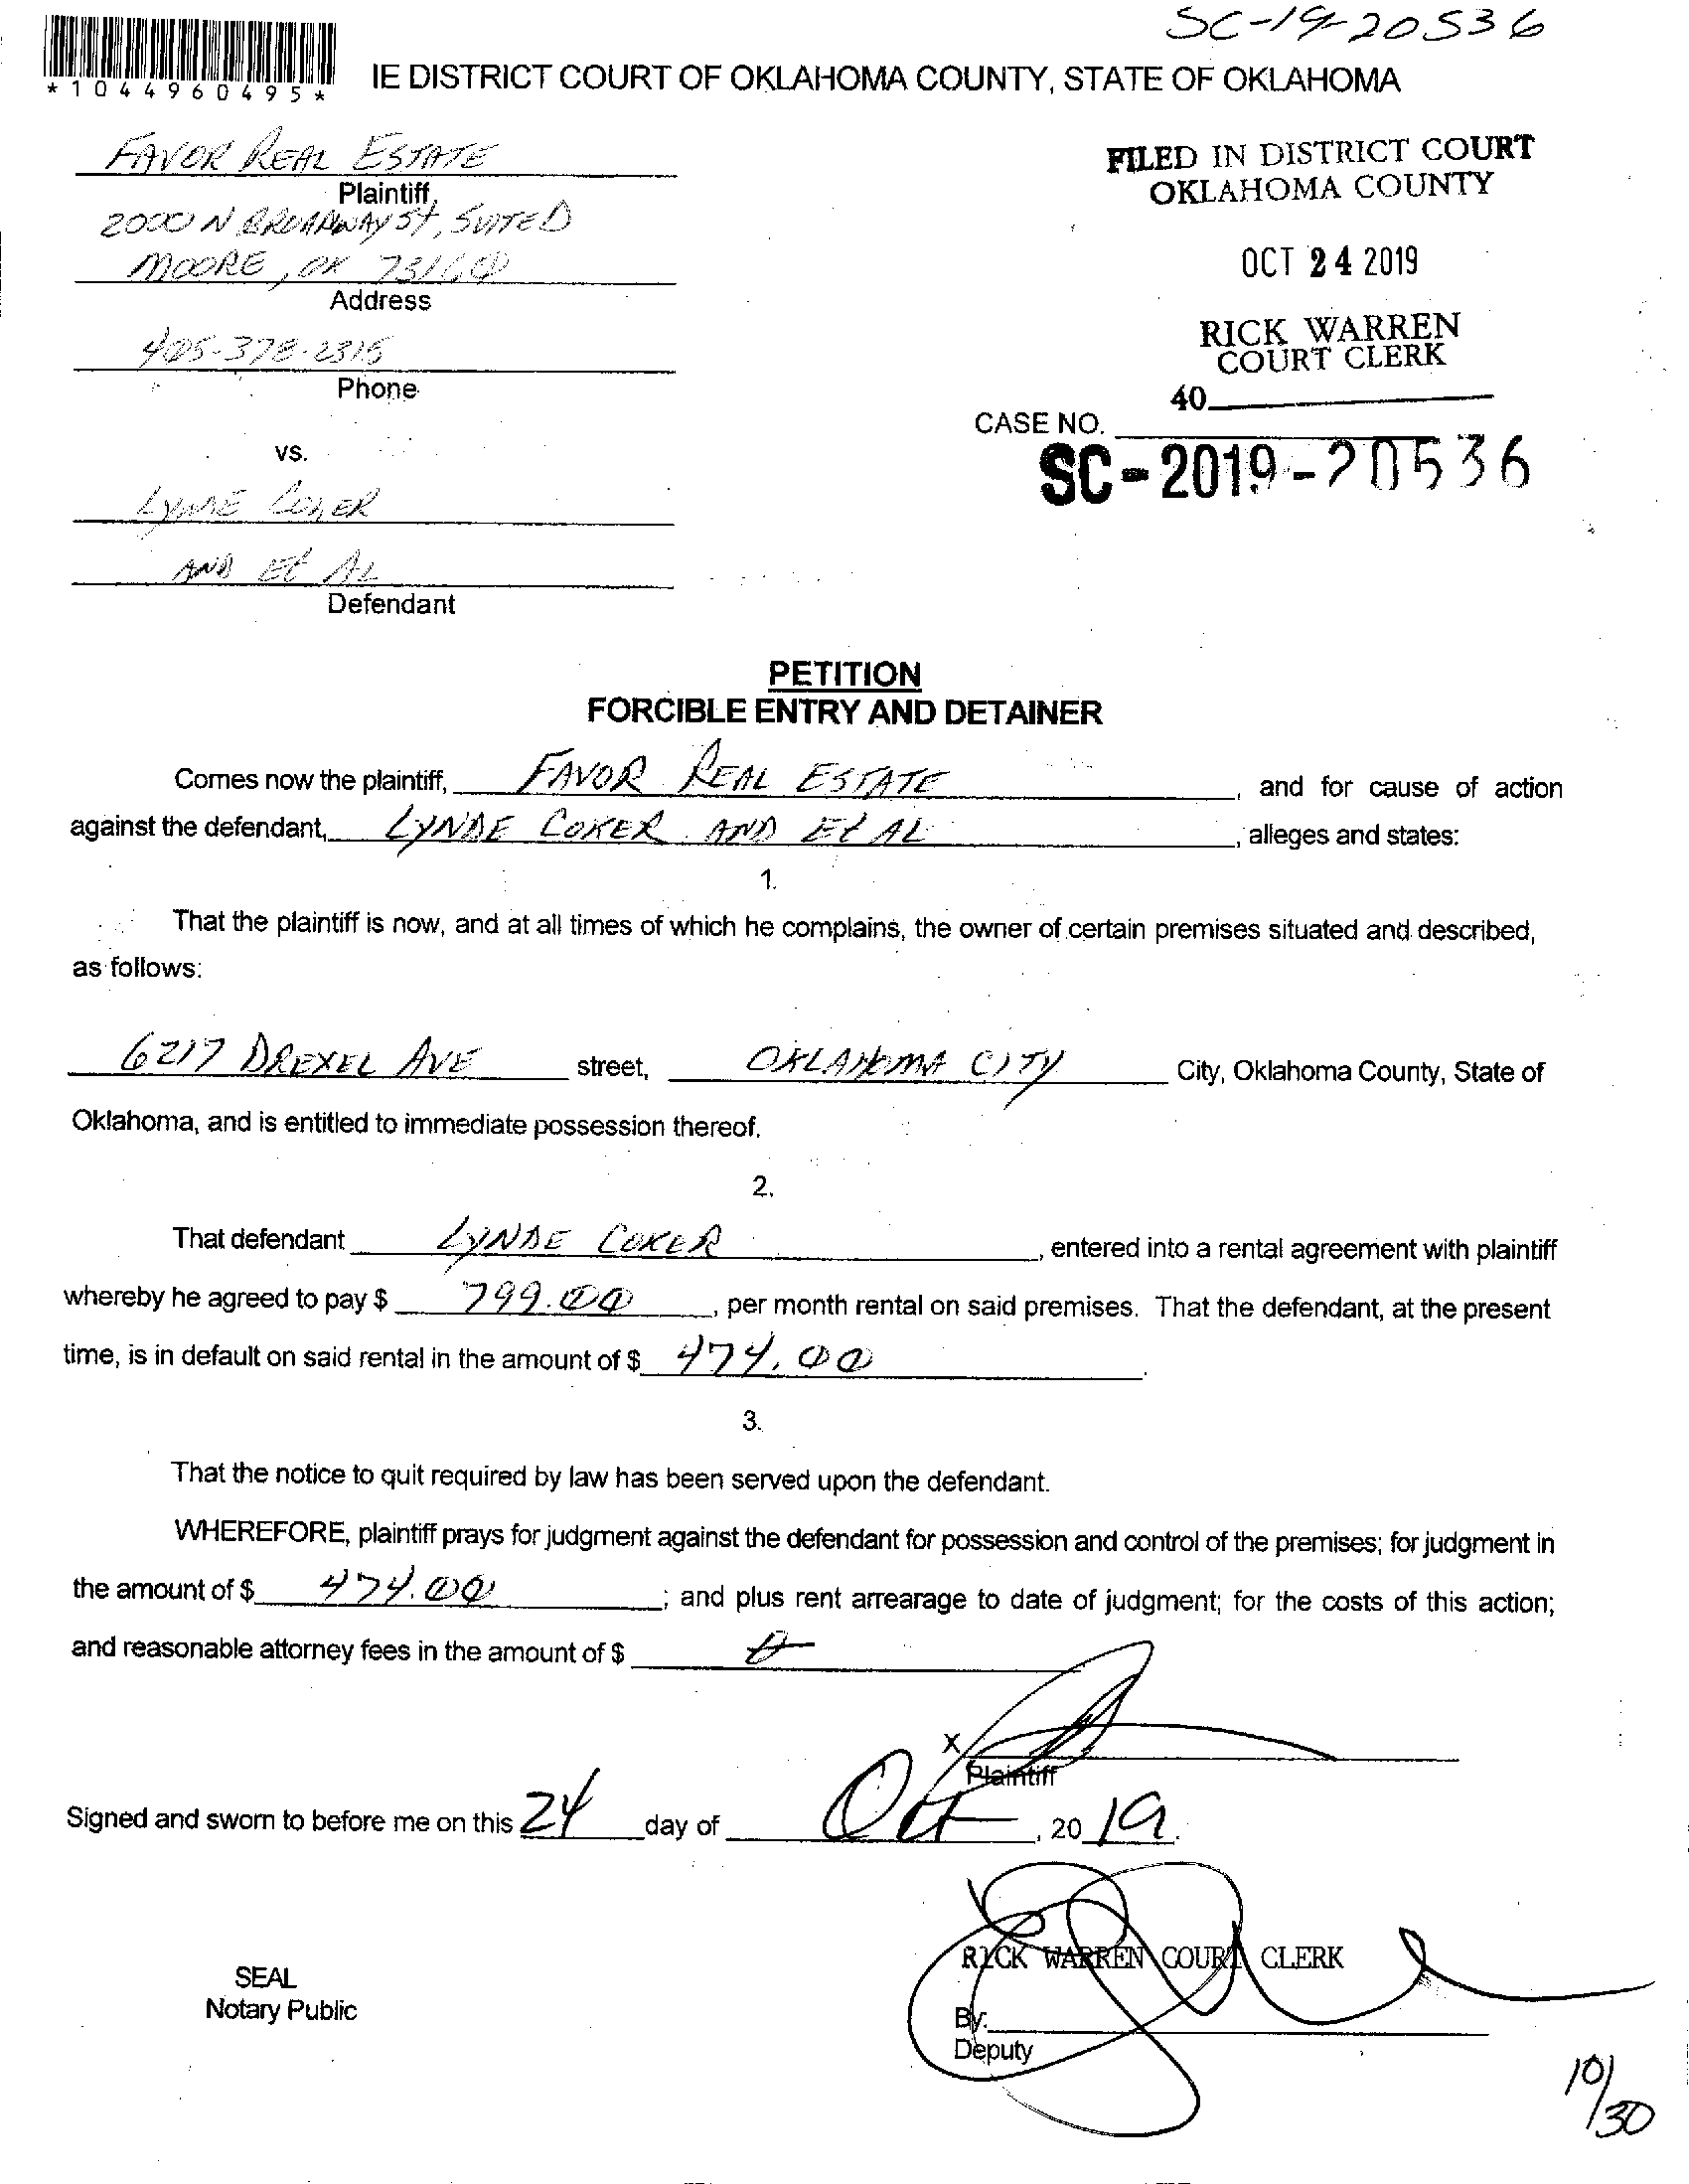 SC-19-20536
*1044960495*
IE DISTRICT COURT OF OKLAHOMA COUNTY, STATE OF OKLAHOMA
FAVOR REAL ESTATE
Plaintiff,
2000 N BROADWAY St, SUITE D
MOORE, OK 73160
Address
405-378-2315
Phone
FILED IN DISTRICT COURT
OKLAHOMA COUNTY
OCT 24 2019
RICK WARREN
COURT CLERK
40
CASE NO.
SC-2019-20536
vs.
LYNDE COKER
AND Et AL
Defendant
PETITION
FORCIBLE ENTRY AND DETAINER
Comes now the plaintiff, FAVOR REAL ESTATE, and for cause of action
against the defendant, LYNDE COKER AND Et AL, alleges and states:
1.
That the plaintiff is now, and at all times of which he complains, the owner of certain premises situated and described,
as follows:
6217 DREXEL AVE street, OKLAHOMA CITY City, Oklahoma County, State of
Oklahoma, and is entitled to immediate possession thereof.
2.
That defendant LYNDE COKER, entered into a rental agreement with plaintiff
whereby he agreed to pay $ 799.00, per month rental on said premises. That the defendant, at the present
time, is in default on said rental in the amount of $ 474.00.
3.
That the notice to quit required by law has been served upon the defendant.
WHEREFORE, plaintiff prays for judgment against the defendant for possession and control of the premises; for judgment in
the amount of $ 474.00; and plus rent arrearage to date of judgment; for the costs of this action;
and reasonable attorney fees in the amount of $ 0
X
Plaintiff
Signed and sworn to before me on this 24 day of Oct, 20 19.
RICK WARREN COURT CLERK
SEAL
Notary Public
By:
Deputy
10/30